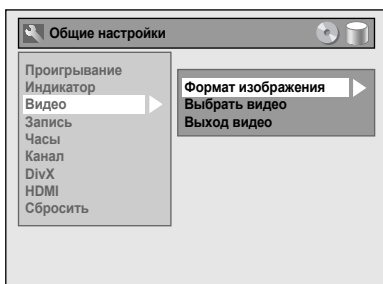 Общие настройки
Проигрывание
Индикатор
Видео
Запись
Часы
Канал
DivX
HDMI
Сбросить
Формат изображения
Выбрать видео
Выход видео